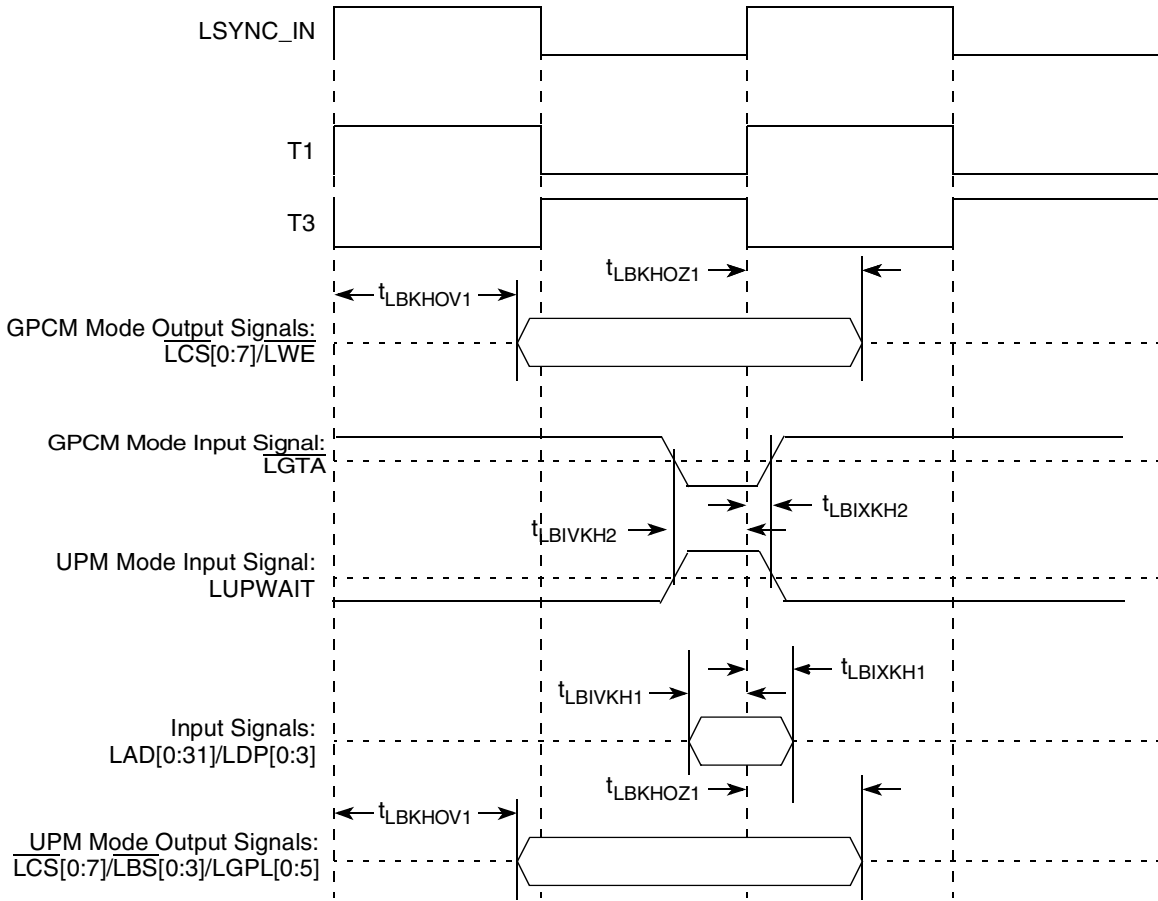 LSYNC_IN
T1
T3
tLBKHOZ1
tLBKHOV1
GPCM Mode Output Signals:
LCS[0:7]/LWE
GPCM Mode Input Signal:
LGTA
tLBIXKH2
tLBIVKH2
UPM Mode Input Signal:
LUPWAIT
tLBIXKH1
tLBIVKH1
Input Signals:
LAD[0:31]/LDP[0:3]
tLBKHOZ1
tLBKHOV1
UPM Mode Output Signals:
LCS[0:7]/LBS[0:3]/LGPL[0:5]